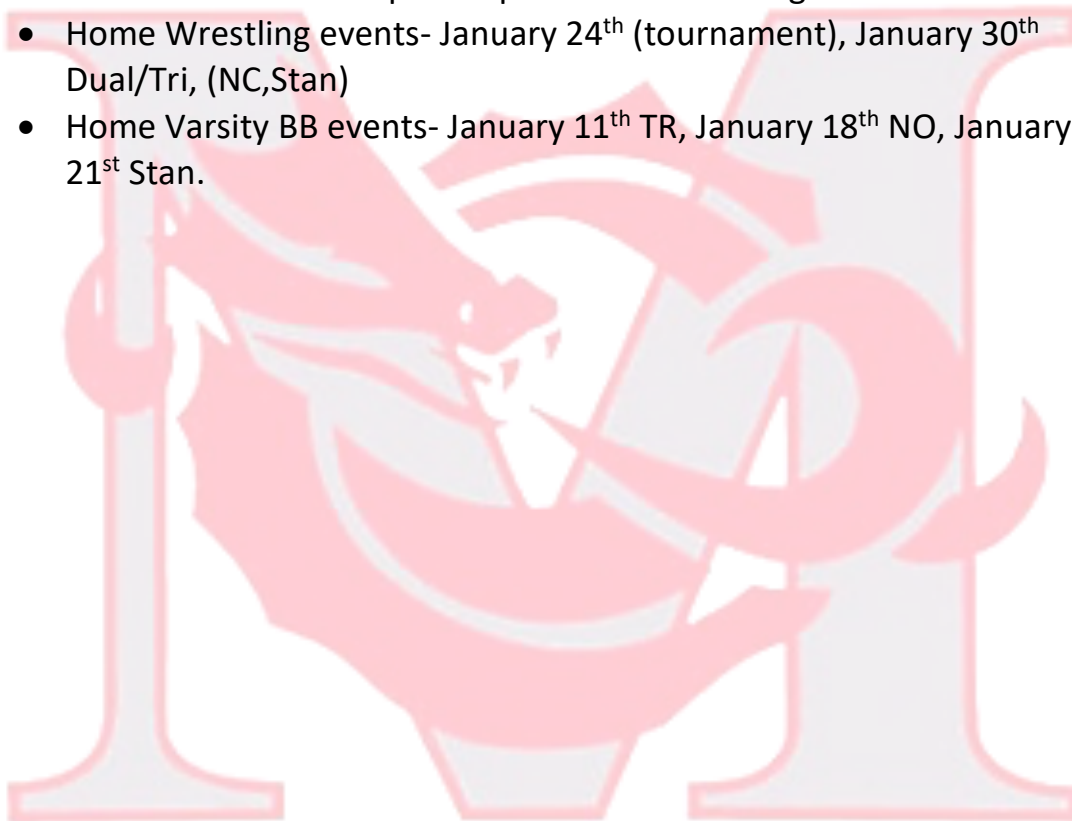 • Home Wrestling events- January 24th (tournament), January 30th
Dual/Tri, (NC,Stan)
• Home Varsity BB events- January 11th TR, January 18th NO, January
21st Stan.